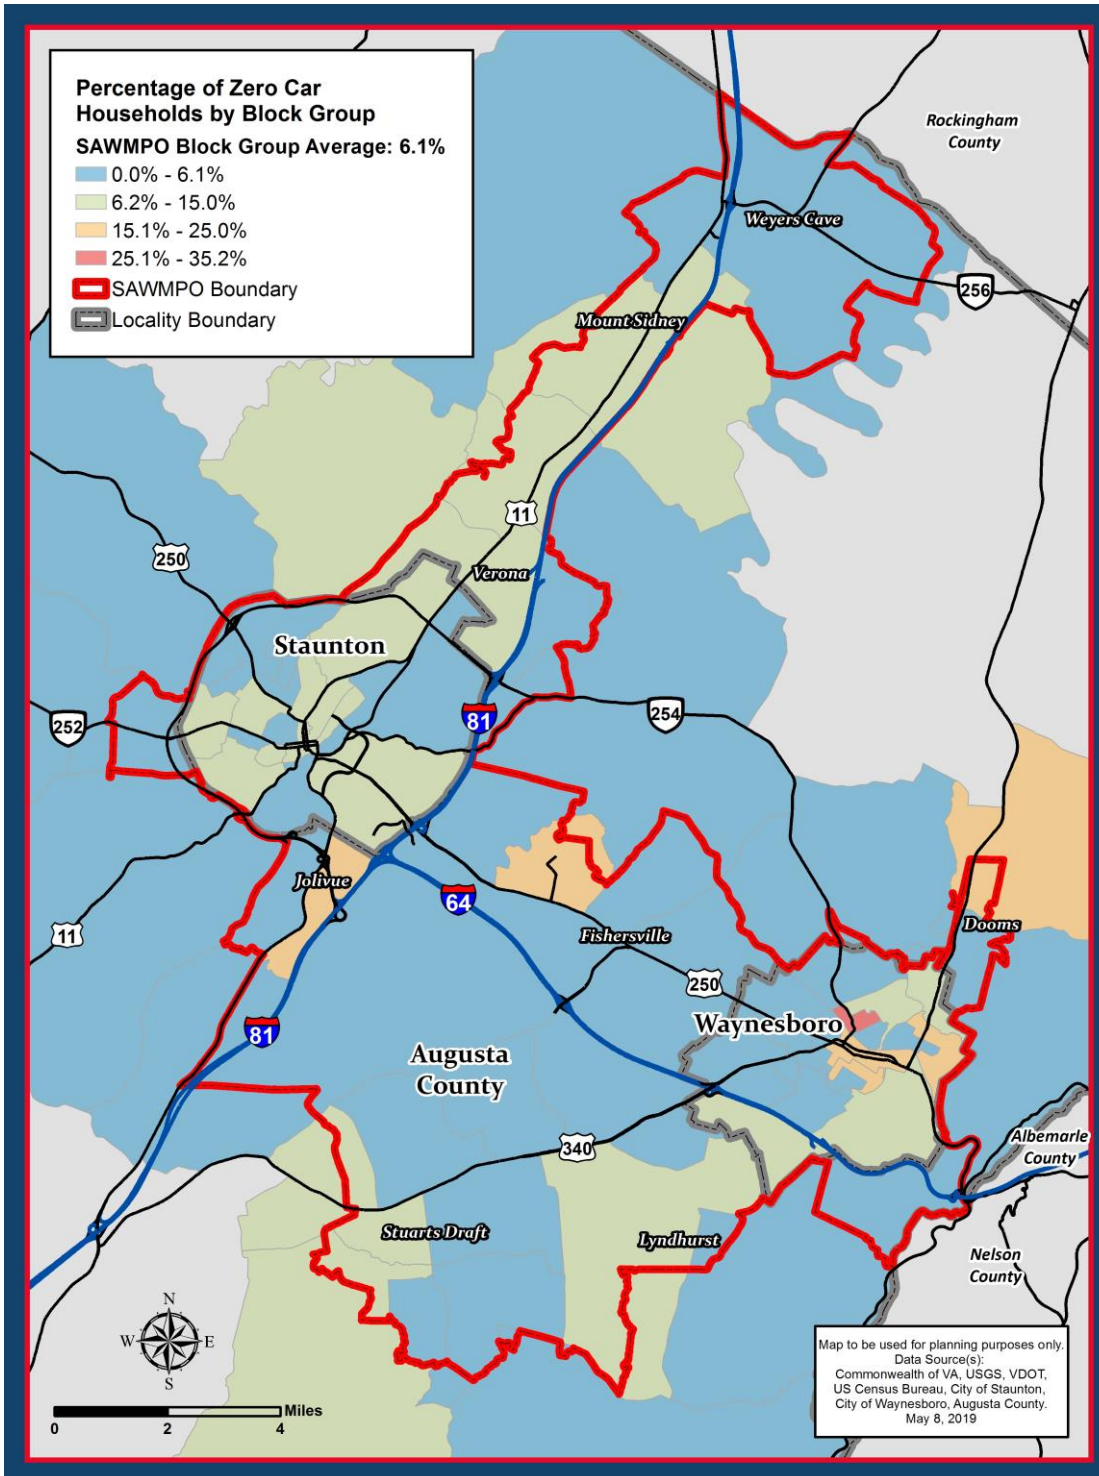 Percentage of Zero Car
Households by Block Group
SAWMPO Block Group Average: 6.1%
0.0% - 6.1%
6.2% - 15.0%
15.1% - 25.0%
25.1% - 35.2%
SAWMPO Boundary
Locality Boundary
Rockingham
County
Weyers Cave
256
Mount Sidney
11
250
Verona
Staunton
252
81
254
Jolivue
64
11
Fishersville
Dooms
250
Waynesboro
81
Augusta
County
340
Albemarle
County
Stuarts Draft
Lyndhurst
Nelson
County
N
W
E
S
Miles
0
2
4
Map to be used for planning purposes only.
Data Source(s):
Commonwealth of VA, USGS, VDOT,
US Census Bureau, City of Staunton,
City of Waynesboro, Augusta County.
May 8, 2019